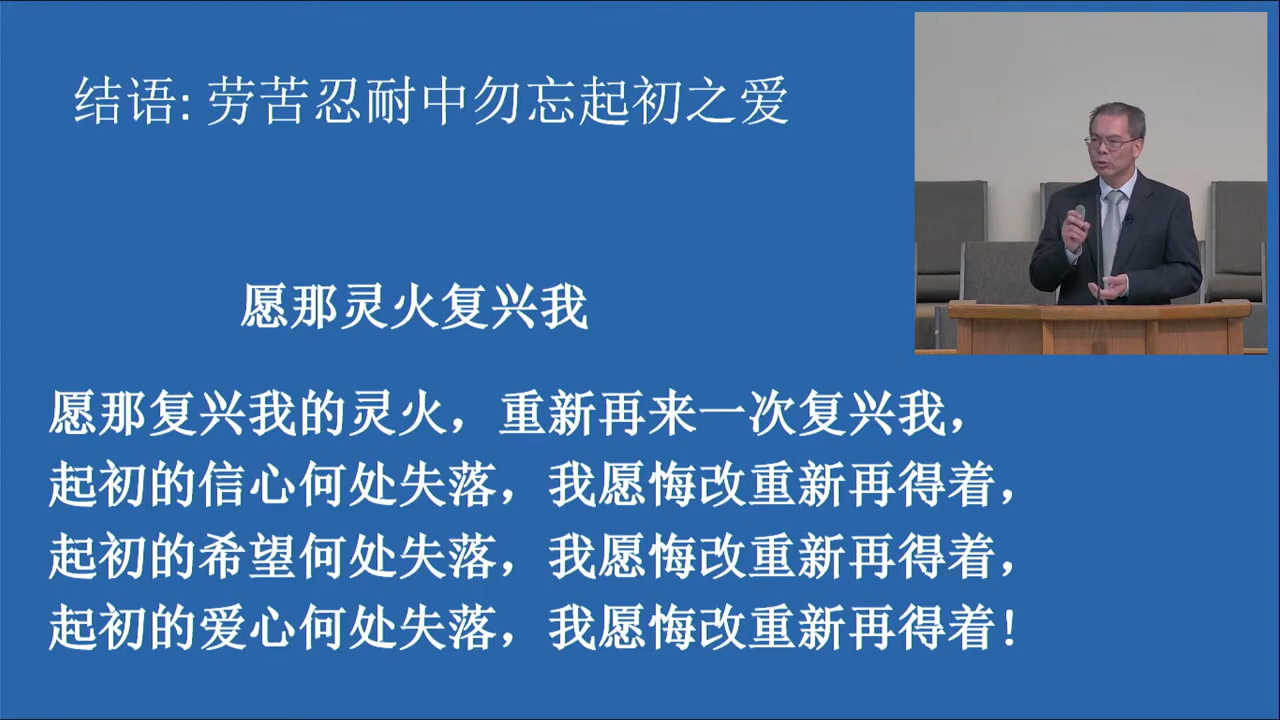 结语: 劳苦忍耐中勿忘起初之爱
愿那灵火复兴我
愿那复兴我的灵火，重新再来一次复兴我，
起初的信心何处失落，我愿悔改重新再得着，
起初的希望何处失落，我愿悔改重新再得着，
起初的爱心何处失落，我愿悔改重新再得着！